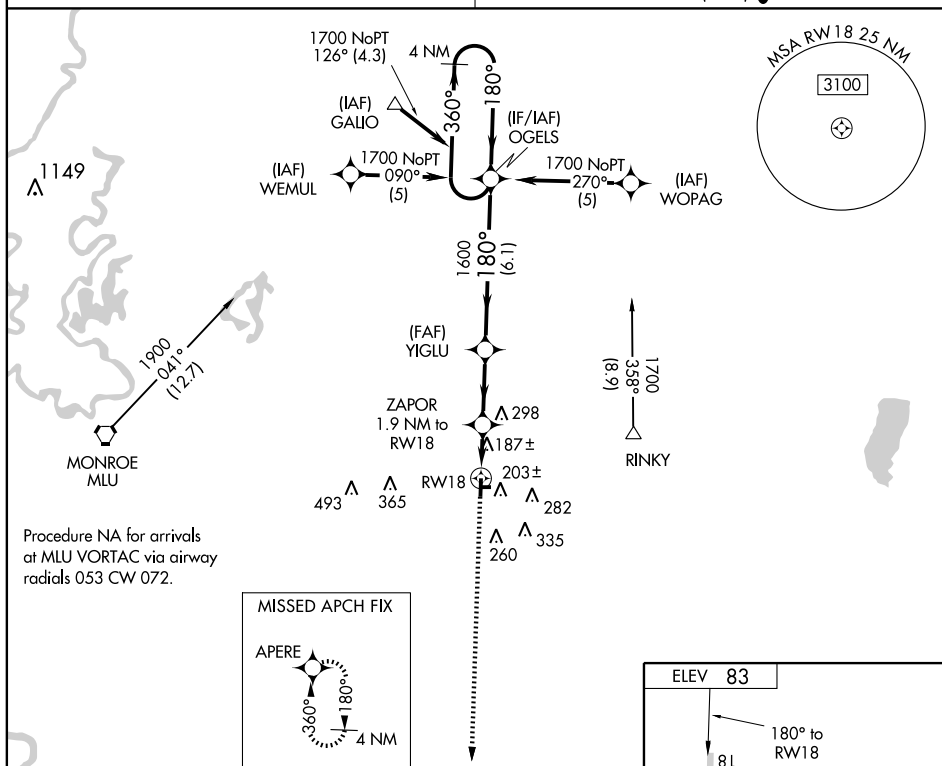 1700 NoPT
126° (4.3)
4 NM
360°
180°
(IAF)
GALIO
(IF/IAF)
OGELS
MSA RW18 25 NM
3100
1149
(IAF)
WEMUL
1700 NoPT
090°
(5)
1700 NoPT
270°
(5)
(IAF)
WOPAG
1600
180°
(6.1)
(FAF)
YIGLU
1900
041°
(12.7)
1700
358°
(8.9)
ZAPOR
1.9 NM to
RW18
298
187±
MONROE
MLU
RINKY
RW18
203±
493
365
282
260
335
Procedure NA for arrivals
at MLU VORTAC via airway
radials 053 CW 072.
MISSED APCH FIX
APERE
360°
180°
4 NM
ELEV 83
180° to
RW18